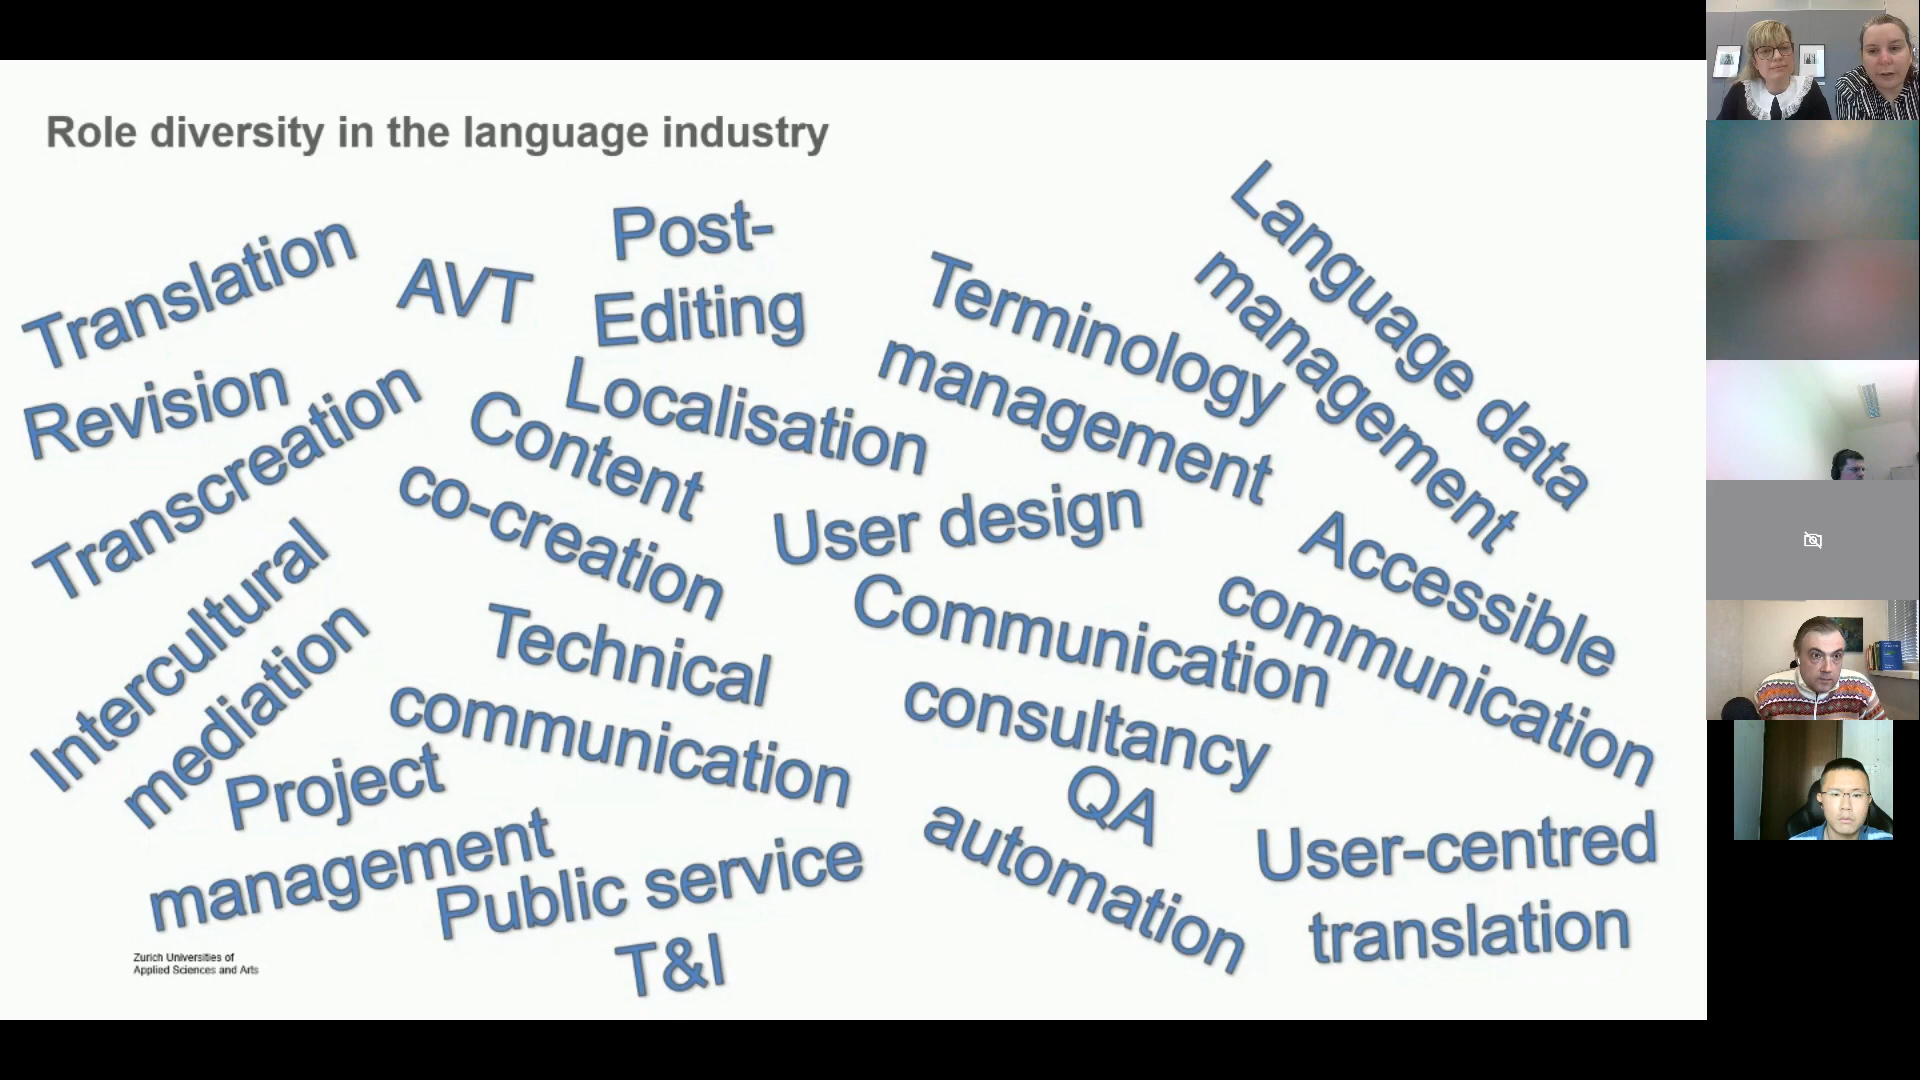 Role diversity in the language industry
Translation
AVT
Post-
Editing
Terminology
management
Language data
management
Revision
Transcreation
Localisation
Content
co-creation
User design
Accessible
communication
Intercultural
mediation
Technical
communication
Communication
consultancy
Project
management
QA
automation
User-centred
translation
Public service
T&I
Zurich Universities of
Applied Sciences and Arts